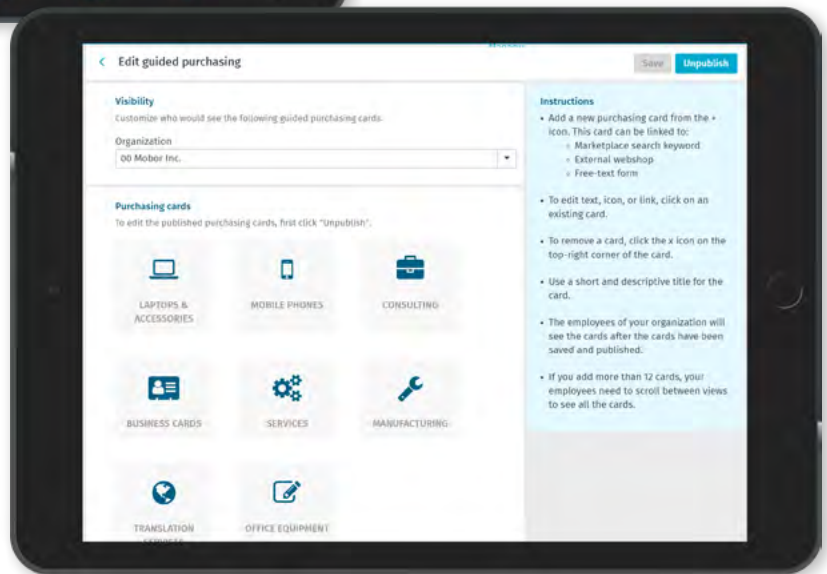 Edit guided purchasing
Save
Unpublish
Visibility
Customize who would see the following guided purchasing cards.
Organization
00 Mobor Inc.
Purchasing cards
To edit the published purchasing cards, first click "Unpublish".
LAPTOPS &
ACCESSORIES
MOBILE PHONES
CONSULTING
BUSINESS CARDS
SERVICES
MANUFACTURING
TRANSLATION
SERVICES
OFFICE EQUIPMENT
Instructions
• Add a new purchasing card from the +
icon. This card can be linked to:
Marketplace search keyword
External webshop
Free-text form
• To edit text, icon, or link, click on an
existing card.
• To remove a card, click the x icon on the
top-right corner of the card.
• Use a short and descriptive title for the
card.
• The employees of your organization will
see the cards after the cards have been
saved and published.
• If you add more than 12 cards, your
employees need to scroll between views
to see all the cards.